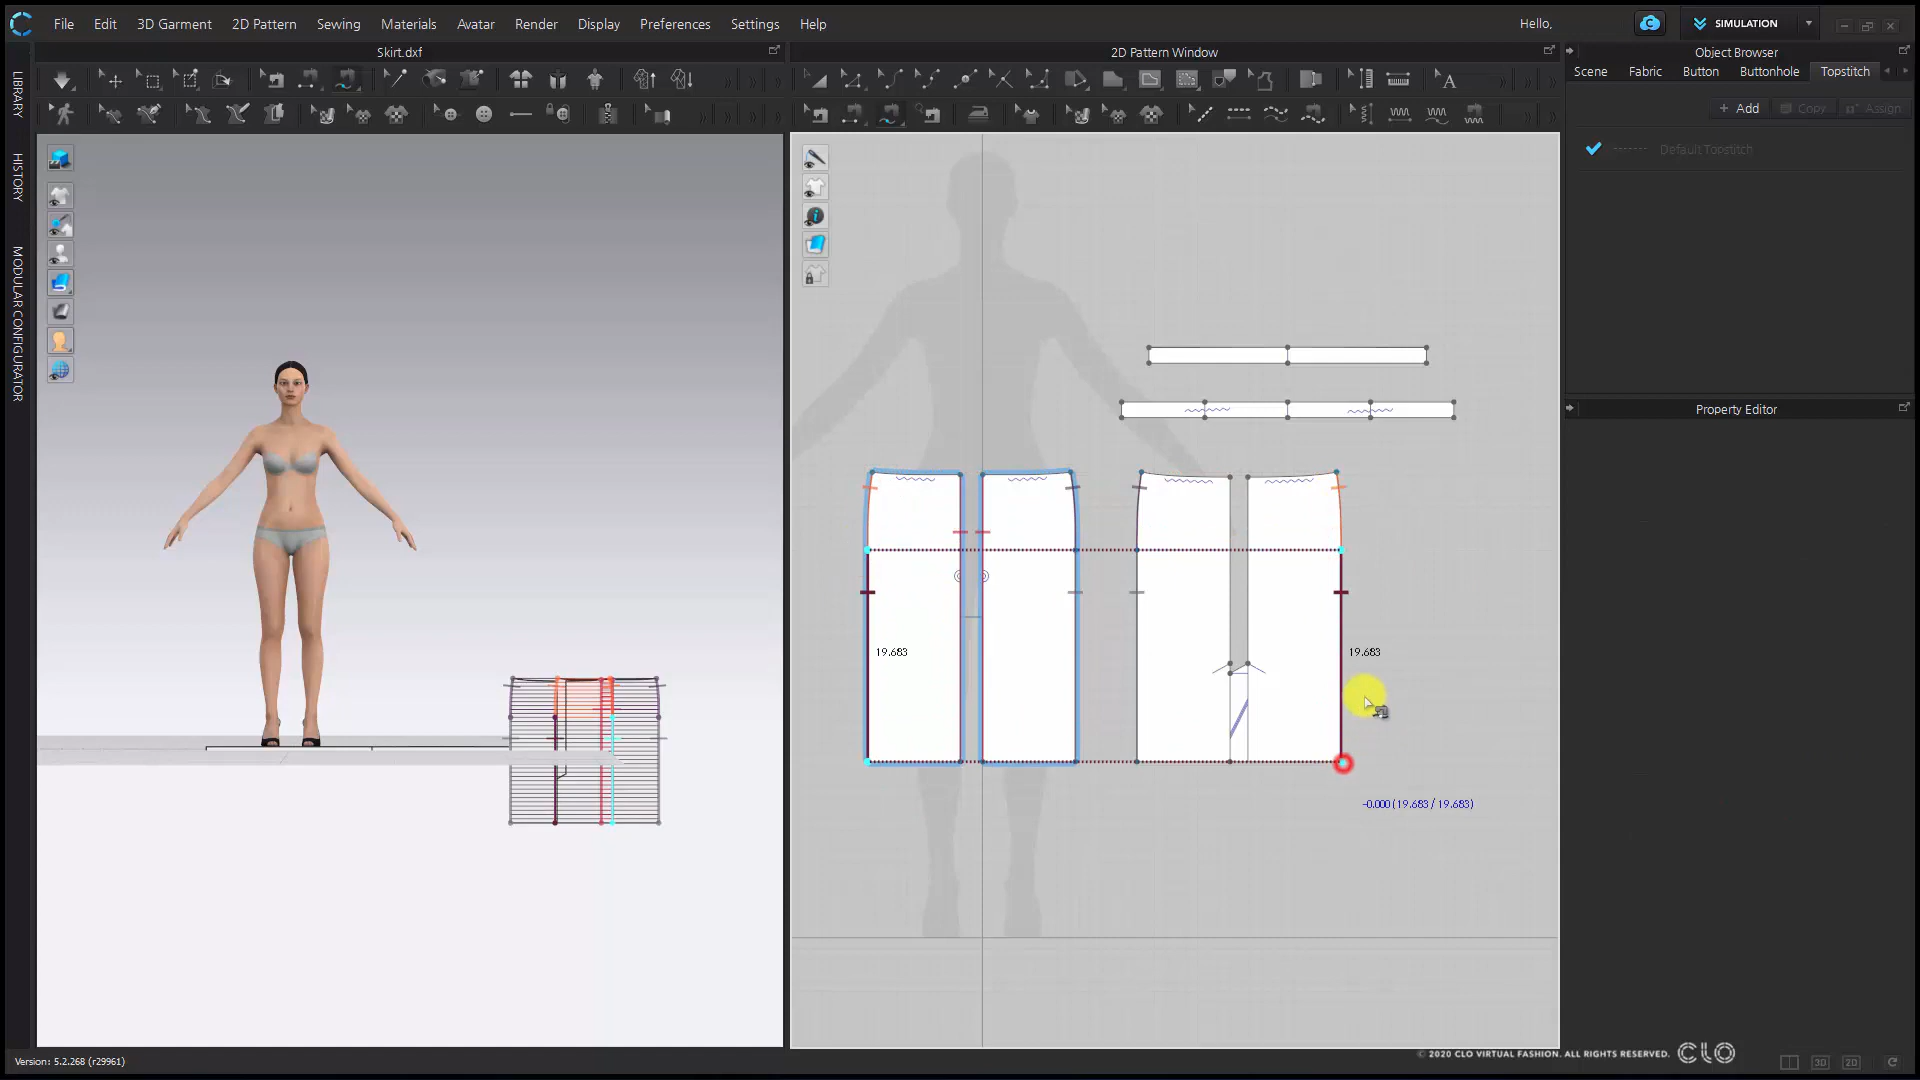 File Edit 3D Garment 2D Pattern Sewing Materials Avatar Render Display Preferences Settings Help
Hello,
SIMULATION
Skirt.dxf
2D Pattern Window
Object Browser
Scene Fabric Button Buttonhole Topstitch
+ Add Copy Assign
Default Topstitch
LIBRARY
HISTORY
MODULAR CONFIGURATOR
A
Property Editor
19.683
19.683
-0.000 (19.683 / 19.683)
Version: 5.2.268 (r29961)
© 2020 CLO VIRTUAL FASHION. ALL RIGHTS RESERVED. CLO
3D 2D